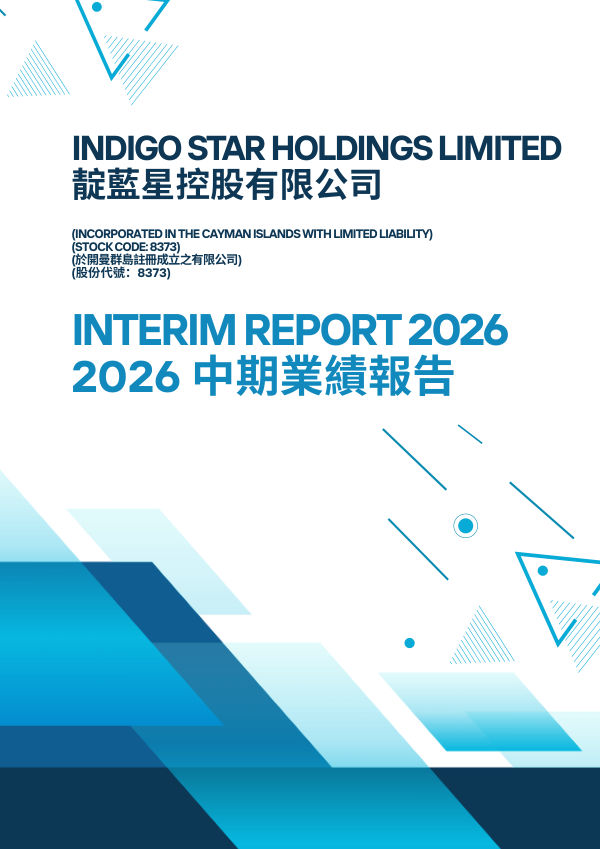 INDIGO STAR HOLDINGS LIMITED
靛藍星控股有限公司
(INCORPORATED IN THE CAYMAN ISLANDS WITH LIMITED LIABILITY)
(STOCK CODE: 8373)
(於開曼群島註冊成立之有限公司)
(股份代號：8373)
INTERIM REPORT 2026
2026 中期業績報告